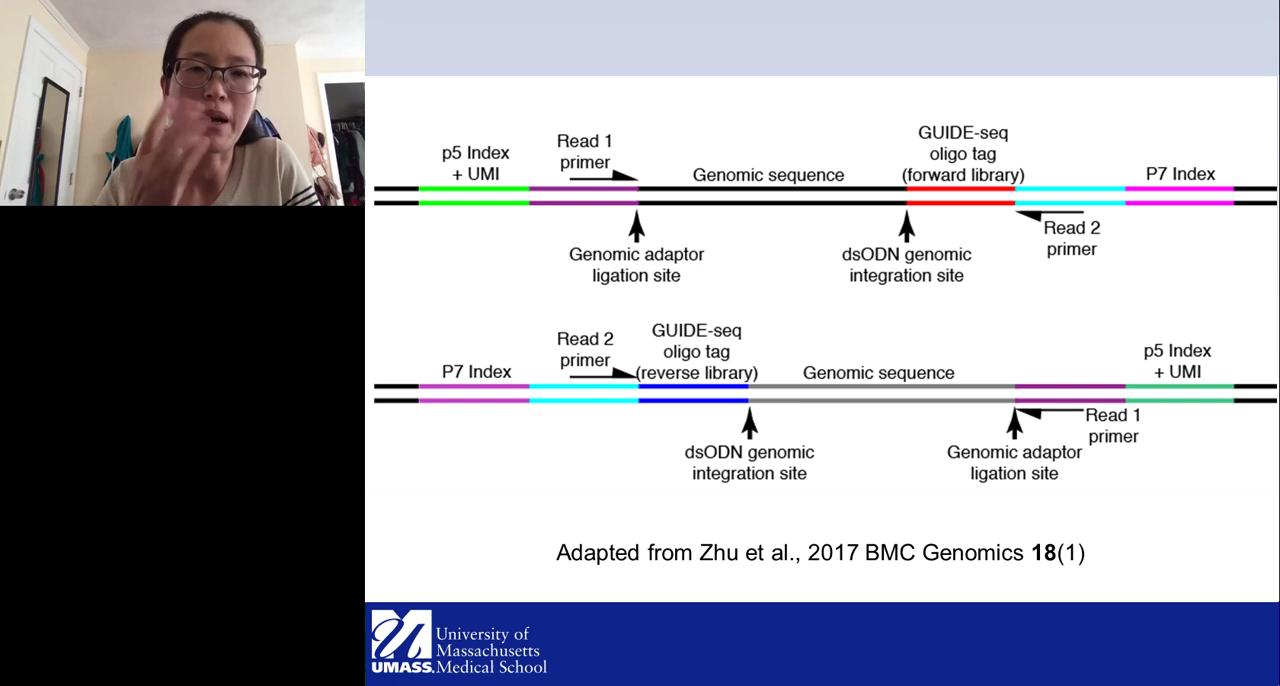 GUIDE-seq
oligo tag
(forward library)
Read 1
primer
p5 Index
+ UMI
Genomic sequence
P7 Index
Read 2
primer
Genomic adaptor
ligation site
dsODN genomic
integration site
GUIDE-seq
oligo tag
(reverse library)
Read 2
primer
P7 Index
Genomic sequence
p5 Index
+ UMI
Read 1
primer
dsODN genomic
integration site
Genomic adaptor
ligation site
Adapted from Zhu et al., 2017 BMC Genomics 18(1)
UMASS.
University of
Massachusetts
Medical School